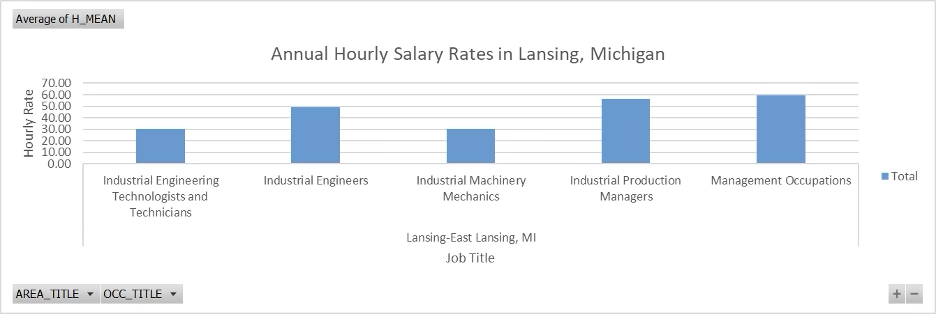 Average of H_MEAN
Annual Hourly Salary Rates in Lansing, Michigan
Hourly Rate
70.00
60.00
50.00
40.00
30.00
20.00
10.00
0.00
Industrial Engineering
Technologists and
Technicians
Industrial Engineers
Industrial Machinery
Mechanics
Industrial Production
Managers
Management Occupations
Total
Lansing-East Lansing, MI
Job Title
AREA_TITLE
OCC_TITLE
+ −